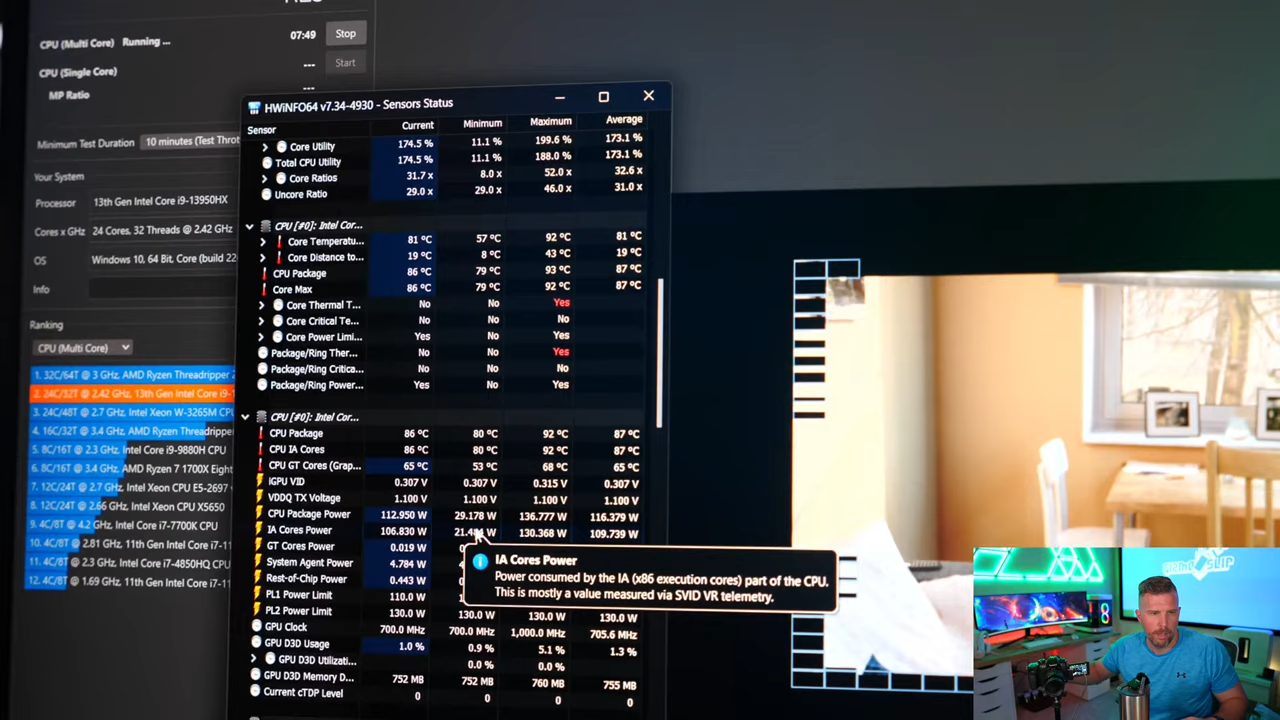 CPU (Multi Core) Running ... 07:49 Stop
CPU (Single Core) --- Start
MP Ratio ---
Minimum Test Duration 10 minutes (Test Throt
Your System
Processor 13th Gen Intel Core i9-13950HX
Cores x GHz 24 Cores, 32 Threads @ 2.42 GHz
OS Windows 10, 64 Bit, Core (build 22
Info
Ranking
CPU (Multi Core)
1. 32C/64T @ 3 GHz, AMD Ryzen Threadripper 2
2. 24C/32T @ 2.42 GHz, 13th Gen Intel Core i9-1
3. 24C/48T @ 2.7 GHz, Intel Xeon W-3265M CPU
4. 16C/32T @ 3.4 GHz, AMD Ryzen Threadripper
5. 8C/16T @ 2.3 GHz, Intel Core i9-9880H CPU
6. 8C/16T @ 3.4 GHz, AMD Ryzen 7 1700X Eight
7. 12C/24T @ 2.7 GHz, Intel Xeon CPU E5-2697
8. 12C/24T @ 2.66 GHz, Intel Xeon CPU X5650
9. 4C/8T @ 4.2 GHz, Intel Core i7-7700K CPU
10. 4C/8T @ 2.81 GHz, 11th Gen Intel Core i7-
11. 4C/8T @ 2.3 GHz, Intel Core i7-4850HQ CPU
12. 4C/8T @ 1.69 GHz, 11th Gen Intel Core i7-1
HWiNFO64 v7.34-4930 - Sensors Status
Sensor Current Minimum Maximum Average
Core Utility 174.5 % 11.1 % 199.6 % 173.1 %
Total CPU Utility 174.5 % 11.1 % 188.0 % 173.1 %
Core Ratios 31.7 x 8.0 x 52.0 x 32.6 x
Uncore Ratio 29.0 x 29.0 x 46.0 x 31.0 x
CPU [#0]: Intel Cor...
Core Temperatu... 81 °C 57 °C 92 °C 81 °C
Core Distance to... 19 °C 8 °C 43 °C 19 °C
CPU Package 86 °C 79 °C 93 °C 87 °C
Core Max 86 °C 79 °C 92 °C 87 °C
Core Thermal T... No No Yes
Core Critical Te... No No No
Core Power Limi... Yes No Yes
Package/Ring Ther... No No Yes
Package/Ring Critica... No No No
Package/Ring Power... Yes No Yes
CPU [#0]: Intel Cor...
CPU Package 86 °C 80 °C 92 °C 87 °C
CPU IA Cores 86 °C 80 °C 92 °C 87 °C
CPU GT Cores (Grap... 65 °C 53 °C 68 °C 65 °C
iGPU VID 0.307 V 0.307 V 0.315 V 0.307 V
VDDQ TX Voltage 1.100 V 1.100 V 1.100 V 1.100 V
CPU Package Power 112.950 W 29.178 W 136.777 W 116.379 W
IA Cores Power 106.830 W W 130.368 W 109.739 W
GT Cores Power 0.019 W
System Agent Power 4.784 W
Rest-of-Chip Power 0.443 W
PL1 Power Limit 110.0 W
PL2 Power Limit 130.0 W 130.0 W 130.0 W 130.0 W
GPU Clock 700.0 MHz 700.0 MHz 1,000.0 MHz 705.6 MHz
GPU D3D Usage 1.0 % 0.9 % 5.1 % 1.3 %
GPU D3D Utilizati... 0.0 % 0.0 %
GPU D3D Memory D... 752 MB 752 MB 760 MB 755 MB
Current cTDP Level 0 0 0 0
IA Cores Power
Power consumed by the IA (x86 execution cores) part of the CPU.
This is mostly a value measured via SVID VR telemetry.
SLIP